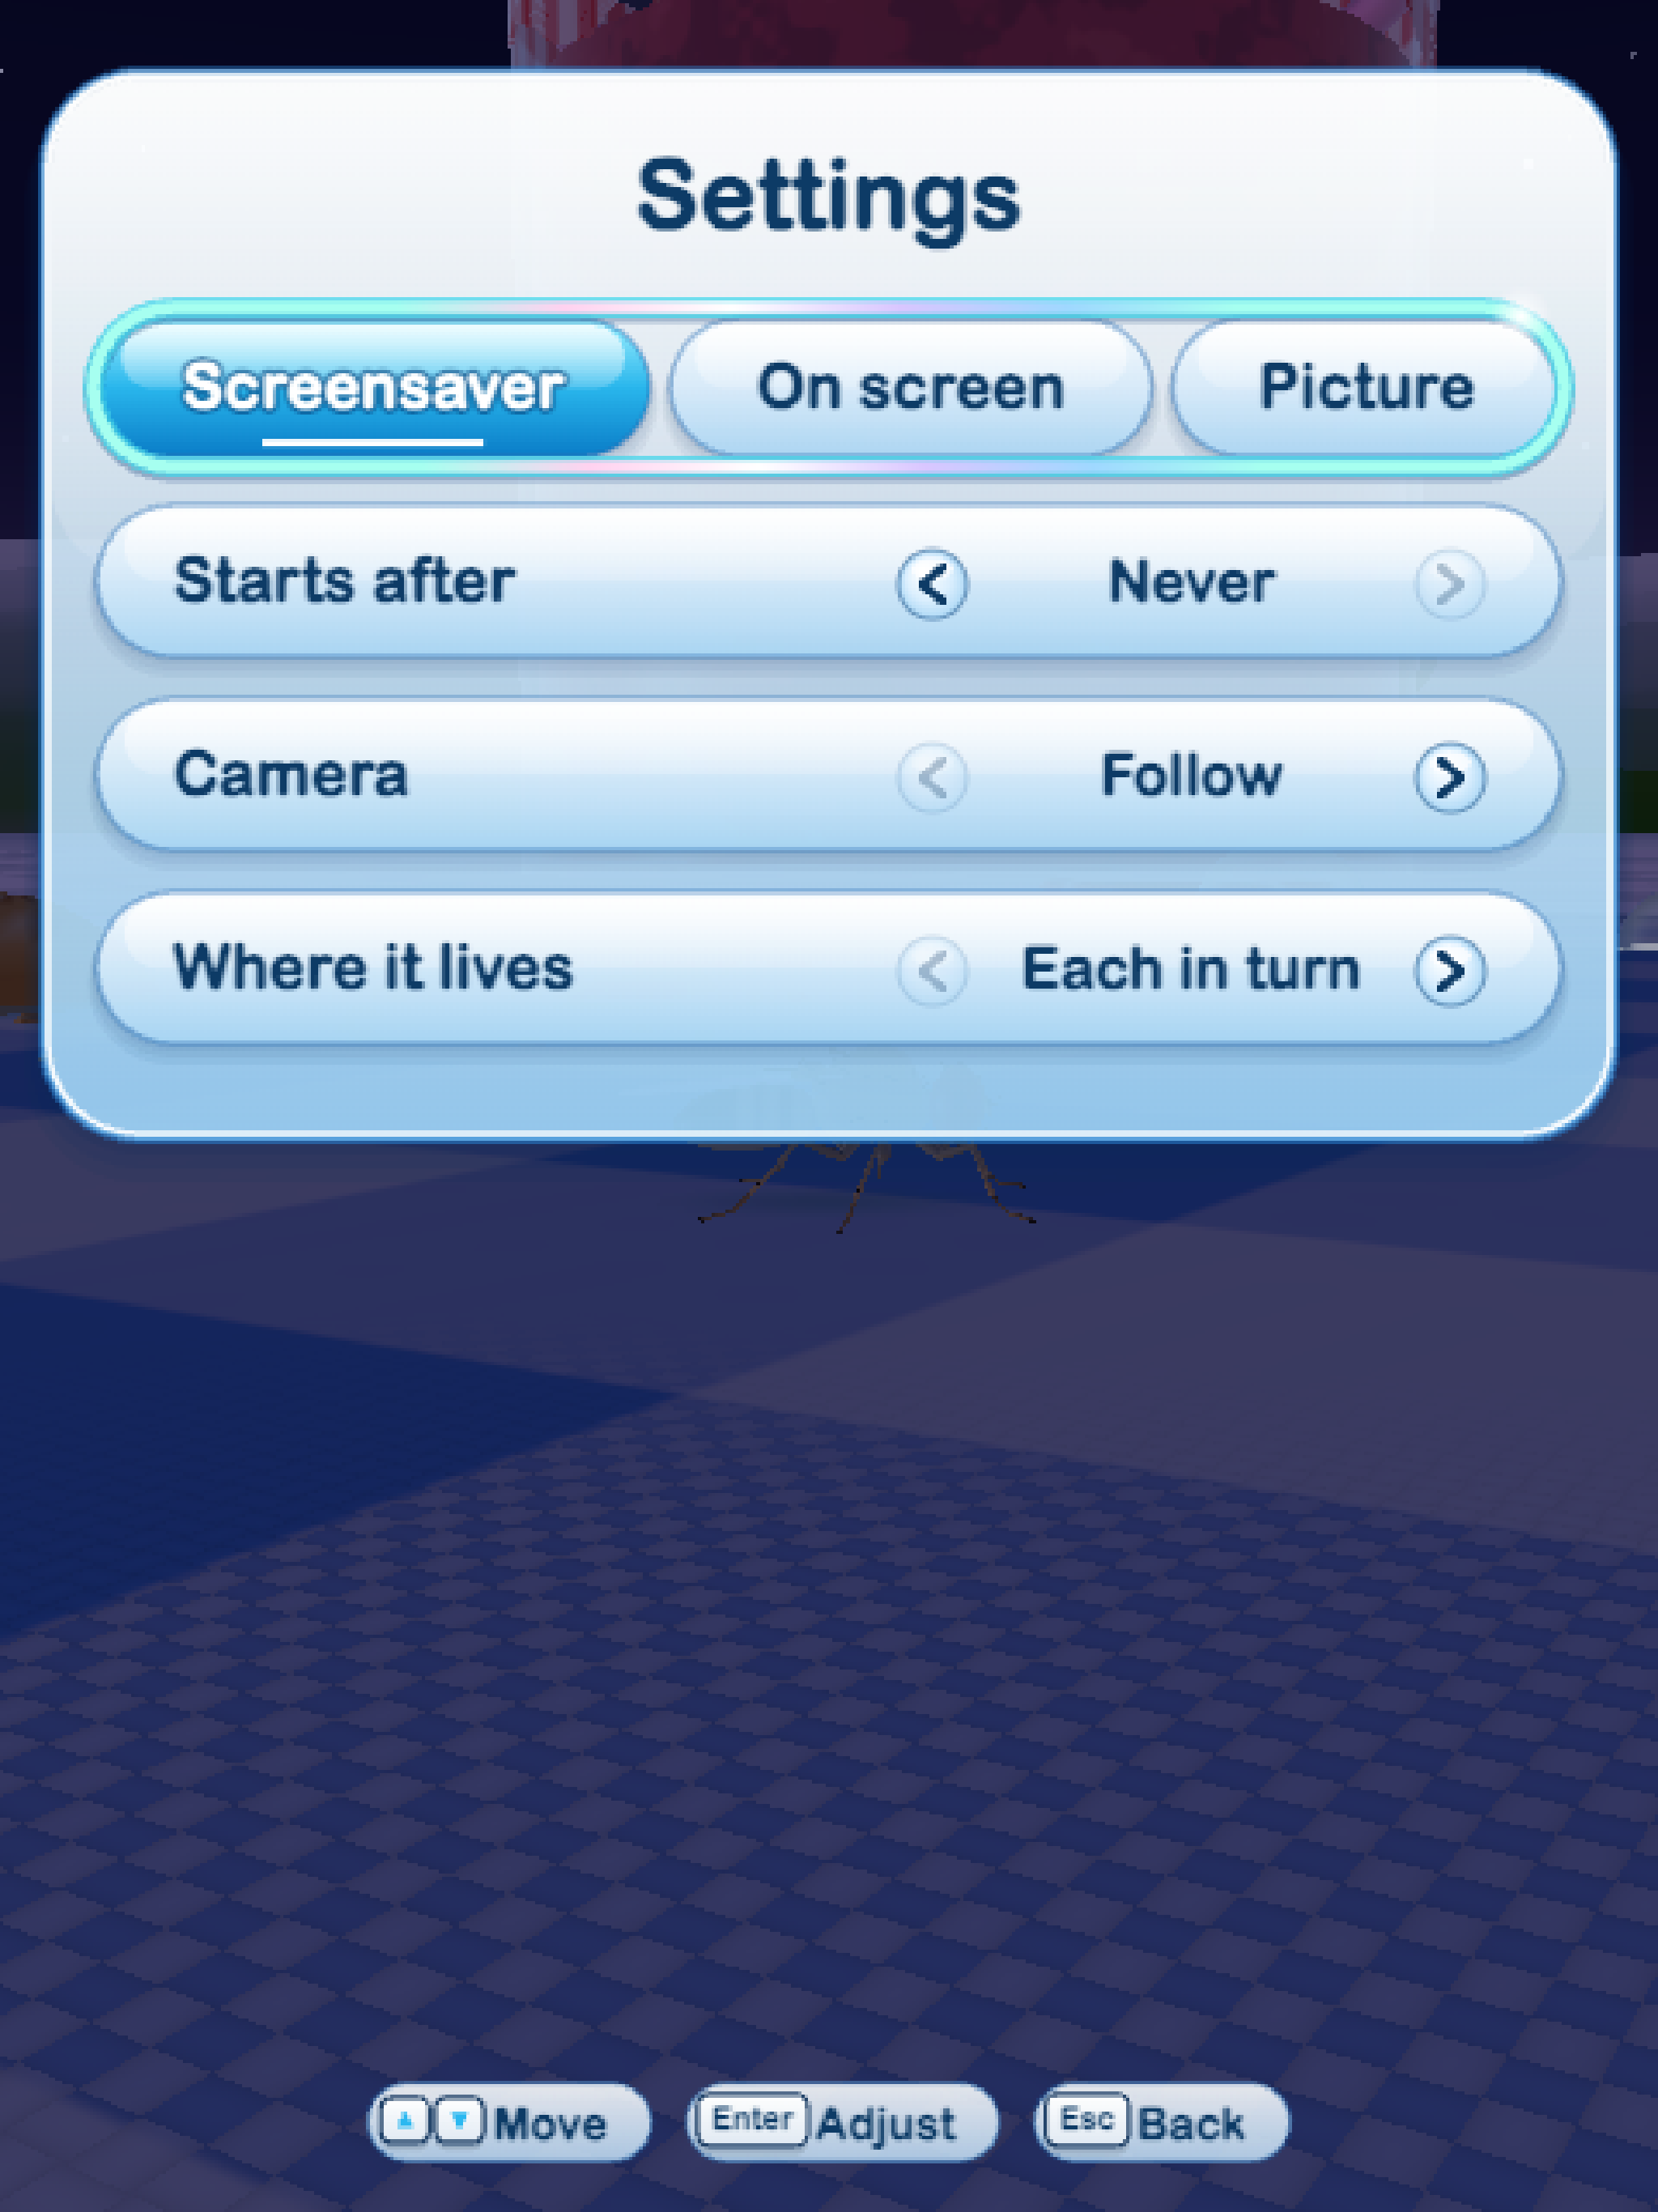 Settings
Screensaver On screen Picture
Starts after < Never >
Camera < Follow >
Where it lives < Each in turn >
▲ ▼ Move Enter Adjust Esc Back